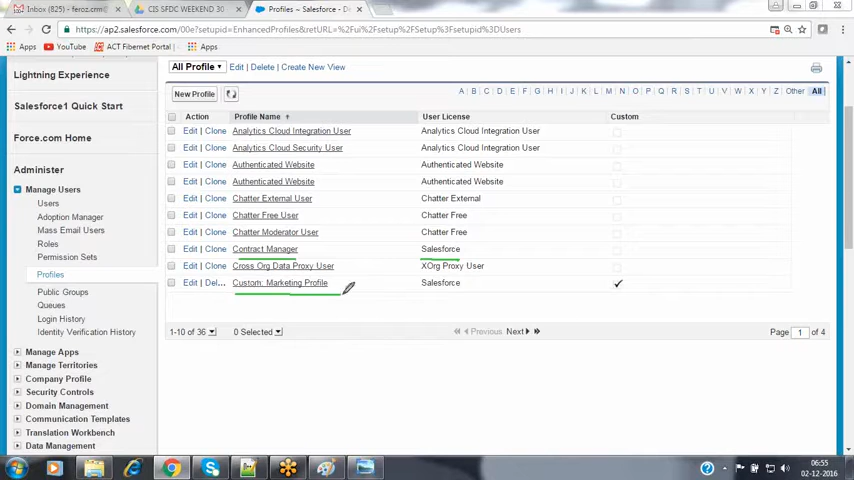 Inbox (825) - feroz.crm@
CIS SFDC WEEKEND 30
Profiles ~ Salesforce - De
https://ap2.salesforce.com/00e?setupid=EnhancedProfiles&retURL=%2Fui%2Fsetup%2FSetup%3Fsetupid%3DUsers
Apps YouTube ACT Fibernet Portal Apps
Lightning Experience
Salesforce1 Quick Start
Force.com Home
Administer
Manage Users
Users
Adoption Manager
Mass Email Users
Roles
Permission Sets
Profiles
Public Groups
Queues
Login History
Identity Verification History
Manage Apps
Manage Territories
Company Profile
Security Controls
Domain Management
Communication Templates
Translation Workbench
Data Management
All Profile Edit | Delete | Create New View
A B C D E F G H I J K L M N O P Q R S T U V W X Y Z Other All
New Profile
Action Profile Name User License Custom
Edit | Clone Analytics Cloud Integration User Analytics Cloud Integration User
Edit | Clone Analytics Cloud Security User Analytics Cloud Integration User
Edit | Clone Authenticated Website Authenticated Website
Edit | Clone Authenticated Website Authenticated Website
Edit | Clone Chatter External User Chatter External
Edit | Clone Chatter Free User Chatter Free
Edit | Clone Chatter Moderator User Chatter Free
Edit | Clone Contract Manager Salesforce
Edit | Clone Cross Org Data Proxy User XOrg Proxy User
Edit | Del... Custom: Marketing Profile Salesforce
1-10 of 36 0 Selected Previous Next Page 1 of 4
06:55
02-12-2016